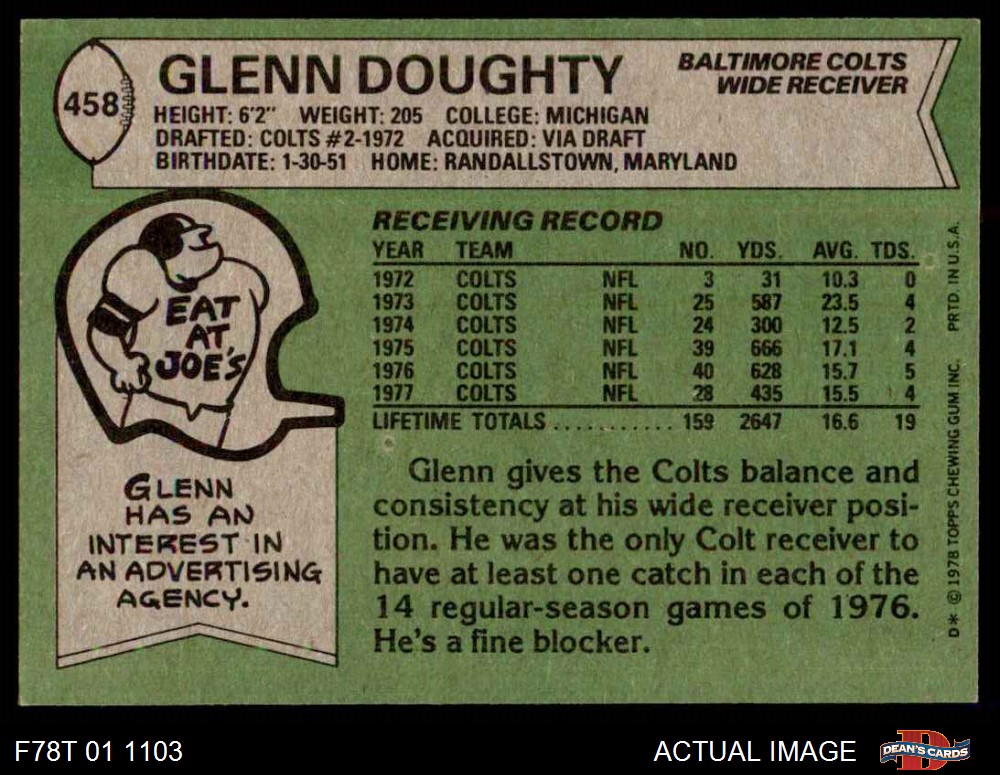 458
GLENN DOUGHTY
BALTIMORE COLTS
WIDE RECEIVER
HEIGHT: 6'2" WEIGHT: 205 COLLEGE: MICHIGAN
DRAFTED: COLTS #2-1972 ACQUIRED: VIA DRAFT
BIRTHDATE: 1-30-51 HOME: RANDALLSTOWN, MARYLAND
EAT
AT
JOE'S
GLENN
HAS AN
INTEREST IN
AN ADVERTISING
AGENCY.
RECEIVING RECORD
YEAR TEAM NO. YDS. AVG. TDS.
1972 COLTS NFL 3 31 10.3 0
1973 COLTS NFL 25 587 23.5 4
1974 COLTS NFL 24 300 12.5 2
1975 COLTS NFL 39 666 17.1 4
1976 COLTS NFL 40 628 15.7 5
1977 COLTS NFL 28 435 15.5 4
LIFETIME TOTALS ........... 159 2647 16.6 19
Glenn gives the Colts balance and
consistency at his wide receiver posi-
tion. He was the only Colt receiver to
have at least one catch in each of the
14 regular-season games of 1976.
He's a fine blocker.
D* © 1978 TOPPS CHEWING GUM INC. PRTD IN U.S.A.
F78T 01 1103
ACTUAL IMAGE
DEAN'S CARDS